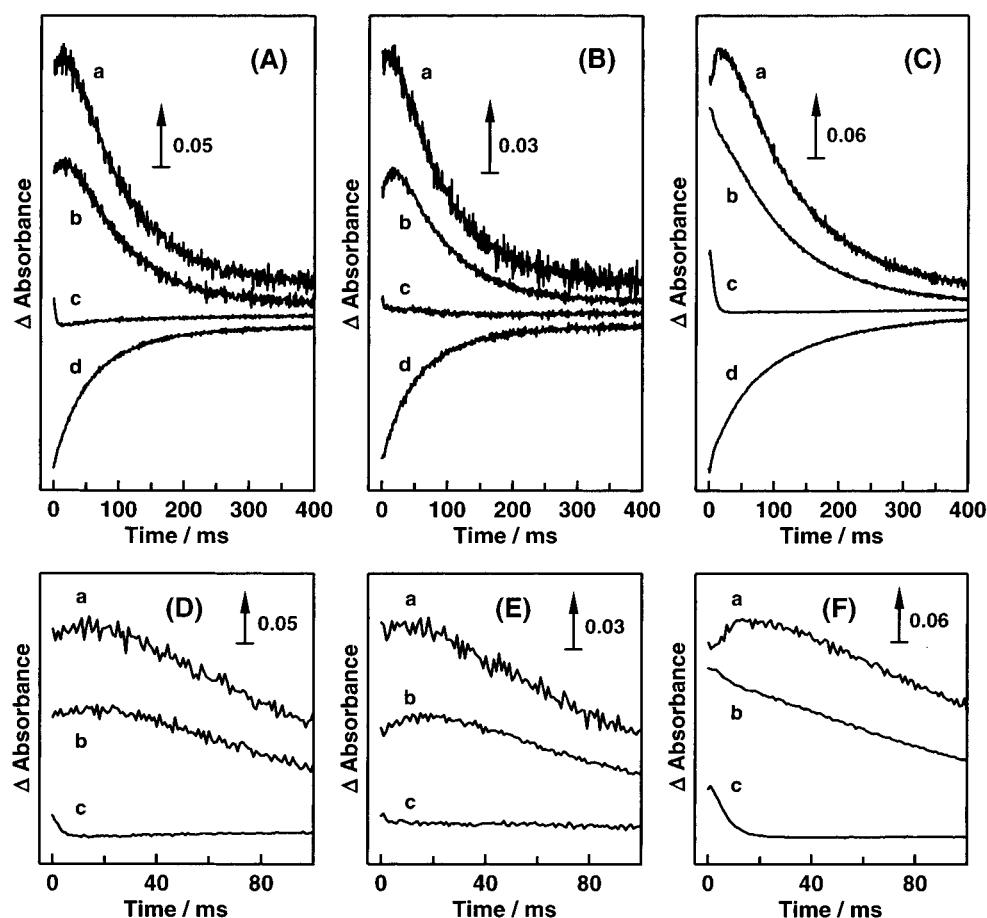 (A)
a
0.05
b
c
d
Δ Absorbance
0 100 200 300 400
Time / ms
(B)
a
0.03
b
c
d
Δ Absorbance
0 100 200 300 400
Time / ms
(C)
a
0.06
b
c
d
Δ Absorbance
0 100 200 300 400
Time / ms
(D)
a
0.05
b
c
Δ Absorbance
0 40 80
Time / ms
(E)
a
0.03
b
c
Δ Absorbance
0 40 80
Time / ms
(F)
a
0.06
b
c
Δ Absorbance
0 40 80
Time / ms